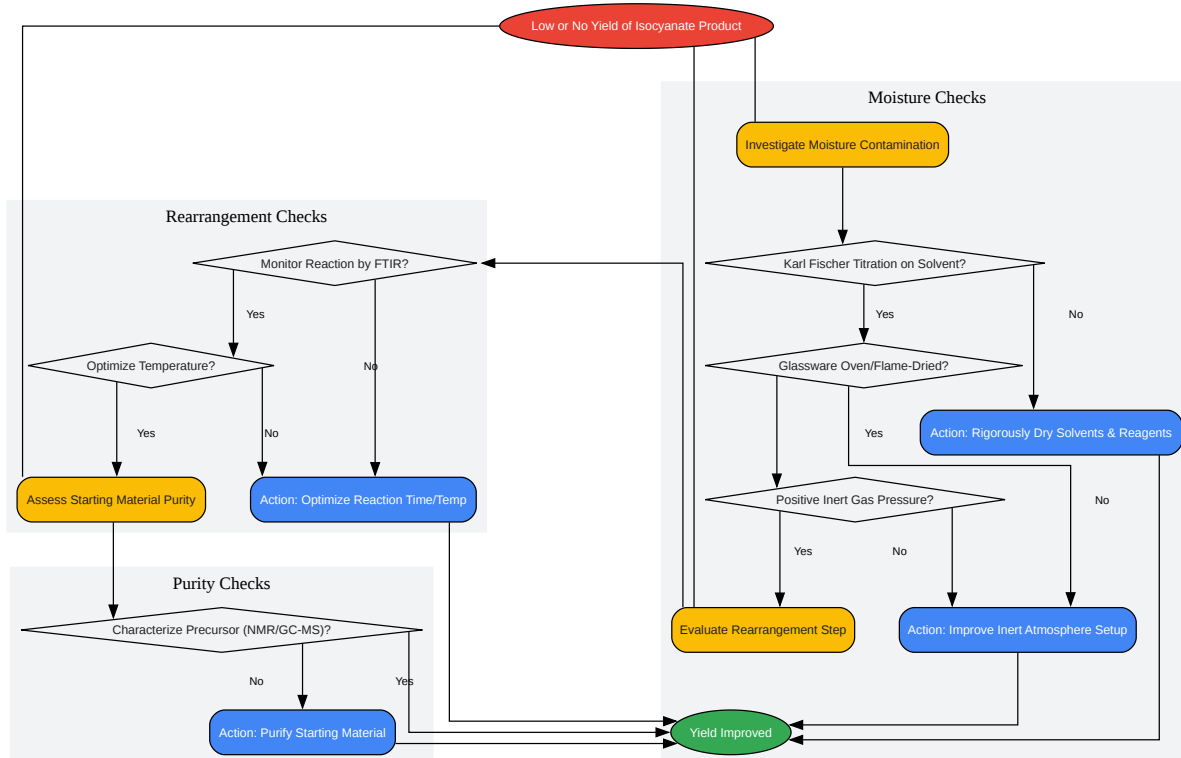 Low or No Yield of Isocyanate Product
Moisture Checks
Investigate Moisture Contamination
Rearrangement Checks
Monitor Reaction by FTIR?
Karl Fischer Titration on Solvent?
Yes
Yes
No
Optimize Temperature?
No
Glassware Oven/Flame-Dried?
Yes
No
Yes
Action: Rigorously Dry Solvents & Reagents
Assess Starting Material Purity
Action: Optimize Reaction Time/Temp
Positive Inert Gas Pressure?
No
Yes
No
Purity Checks
Characterize Precursor (NMR/GC-MS)?
Evaluate Rearrangement Step
Action: Improve Inert Atmosphere Setup
No
Yes
Action: Purify Starting Material
Yield Improved